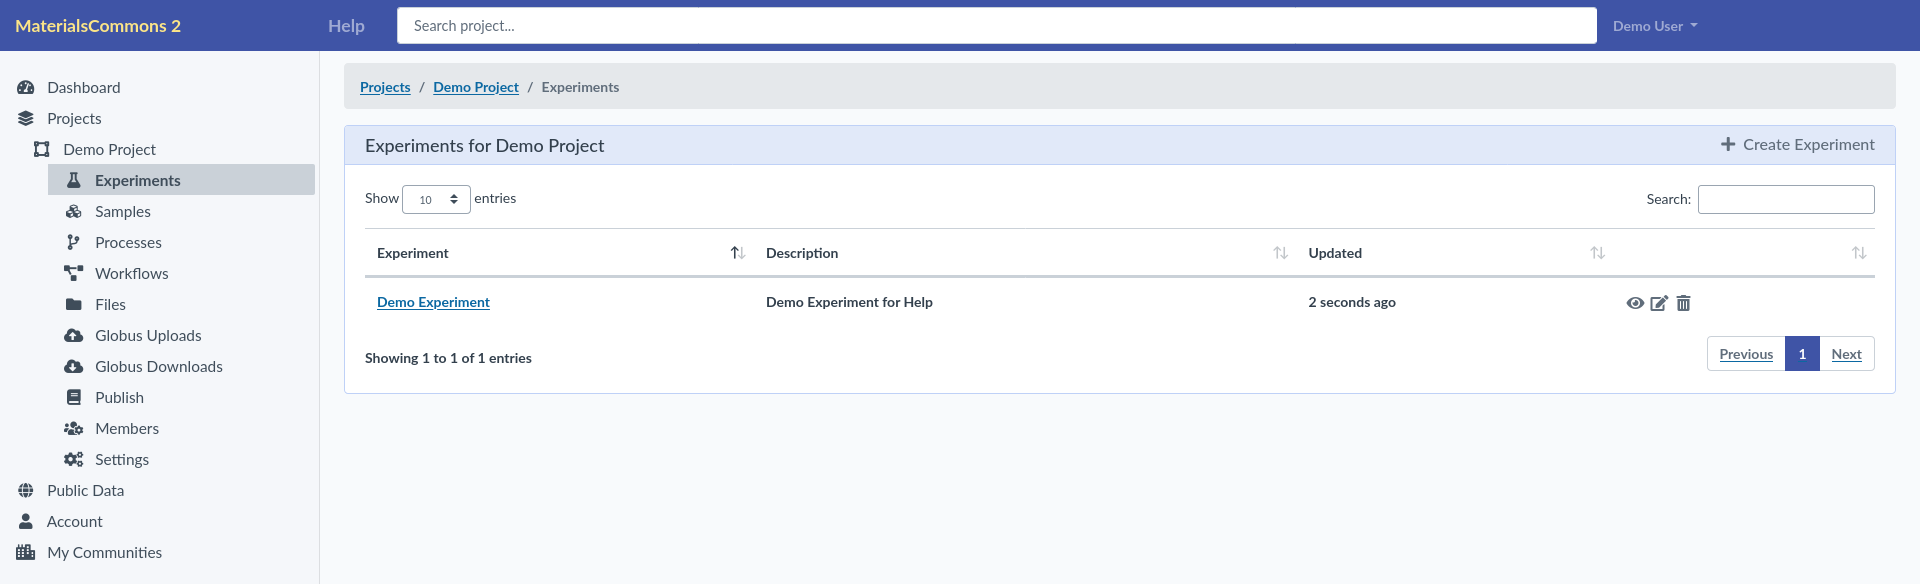 MaterialsCommons 2 Help Search project... Demo User
Dashboard
Projects
Demo Project
Experiments
Samples
Processes
Workflows
Files
Globus Uploads
Globus Downloads
Publish
Members
Settings
Public Data
Account
My Communities
Projects / Demo Project / Experiments
Experiments for Demo Project Create Experiment
Show 10 entries Search:
Experiment Description Updated
Demo Experiment Demo Experiment for Help 2 seconds ago
Showing 1 to 1 of 1 entries Previous 1 Next